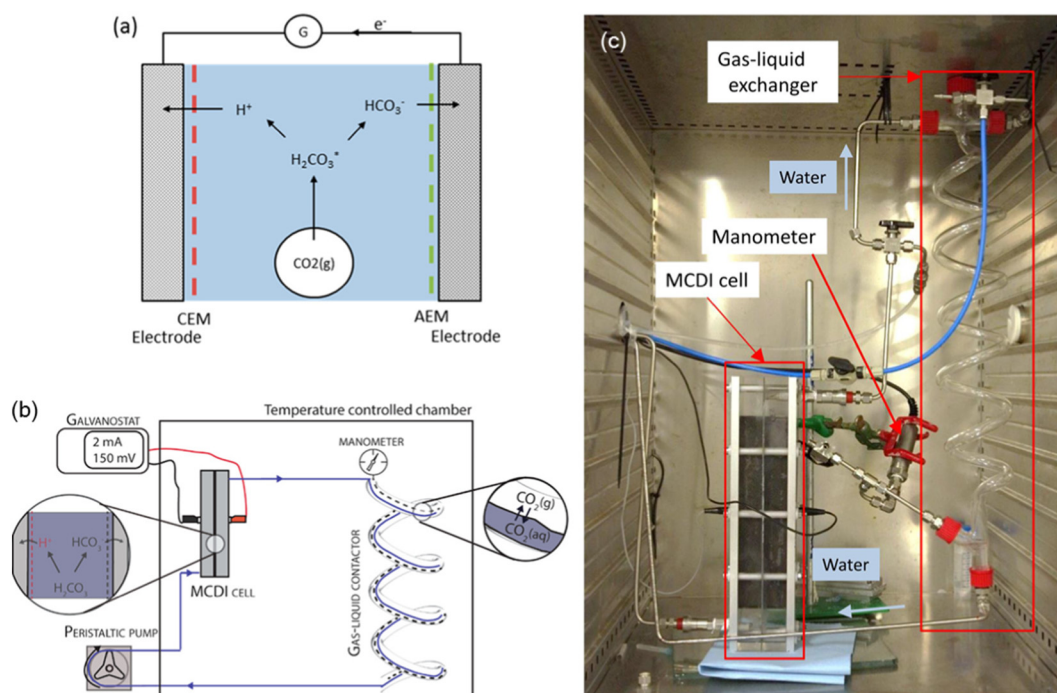 (a)
G
e-
H+
HCO3-
H2CO3*
CO2(g)
CEM
Electrode
AEM
Electrode
(b)
GALVANOSTAT
2 mA
150 mV
Temperature controlled chamber
MANOMETER
CO2(g)
CO2(aq)
H+
HCO3-
H2CO3
MCDI CELL
GAS-LIQUID CONTACTOR
PERISTALTIC PUMP
(c)
Gas-liquid
exchanger
Water
Manometer
MCDI cell
Water